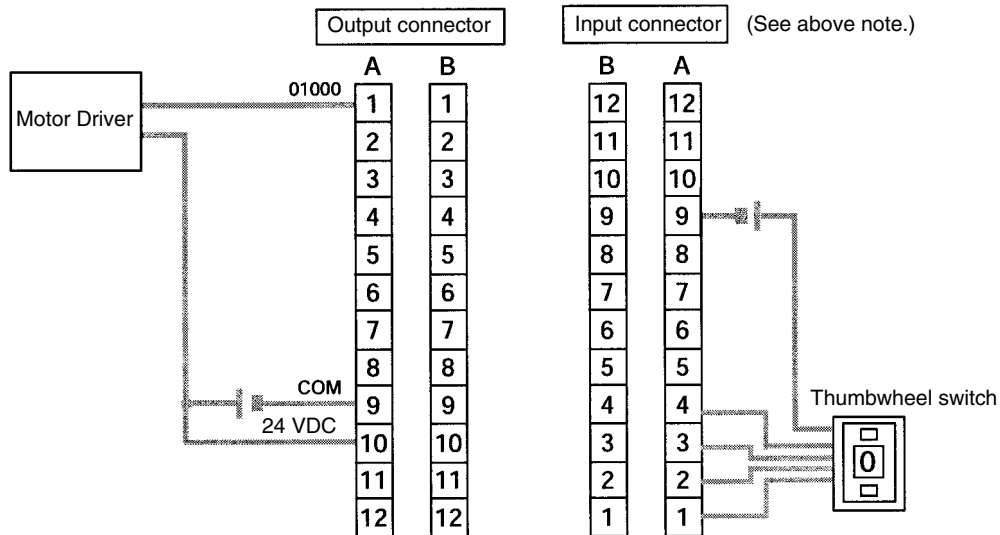 Output connector Input connector (See above note.)
A B B A
01000 1 1 12 12
Motor Driver
2 2 11 11
3 3 10 10
4 4 9 9
5 5 8 8
6 6 7 7
7 7 6 6
8 8 5 5
COM 9 9 4 4 Thumbwheel switch
24 VDC 10 10 3 3 0
11 11 2 2
12 12 1 1